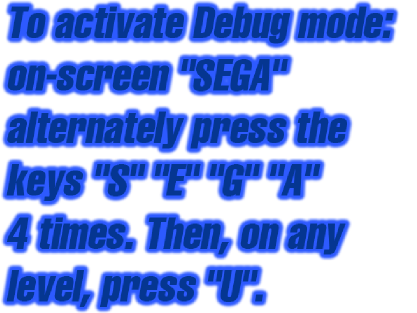 To activate Debug mode:
on-screen "SEGA"
alternately press the
keys "S" "E" "G" "A"
4 times. Then, on any
level, press "U".